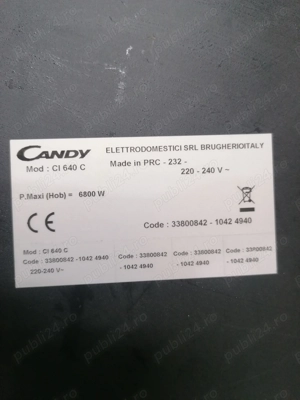 CANDY
ELETTRODOMESTICI SRL BRUGHERIOITALY
Mod : CI 640 C
Made in PRC - 232 -
220 - 240 V ~
P.Maxi (Hob) = 6800 W
CE
Code : 33800842 - 1042 4940
Mod : CI 640 C
Code : 33800842 -1042 4940
220-240 V~
Code : 33800842
- 1042 4940
Code : 33800842
- 1042 4940
Code : 33800842
- 1042 4940
publi24.ro